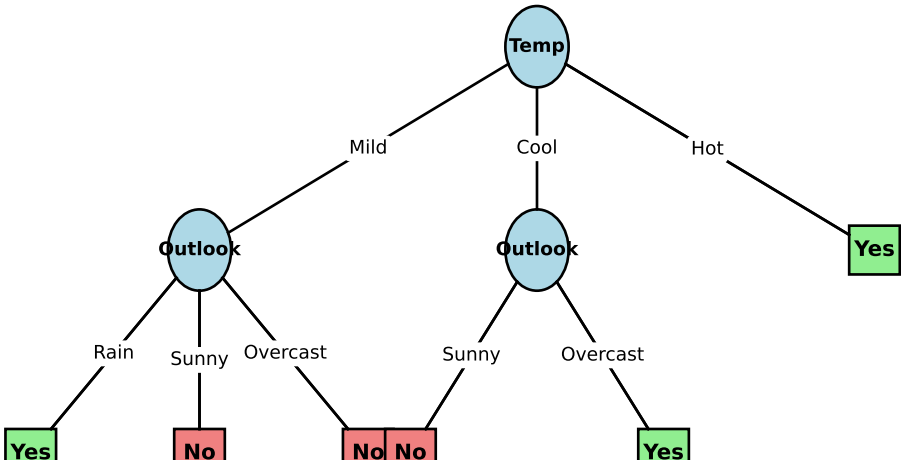 Temp
Mild
Cool
Hot
Outlook
Outlook
Yes
Rain
Sunny
Overcast
Sunny
Overcast
Yes
No
No
No
Yes